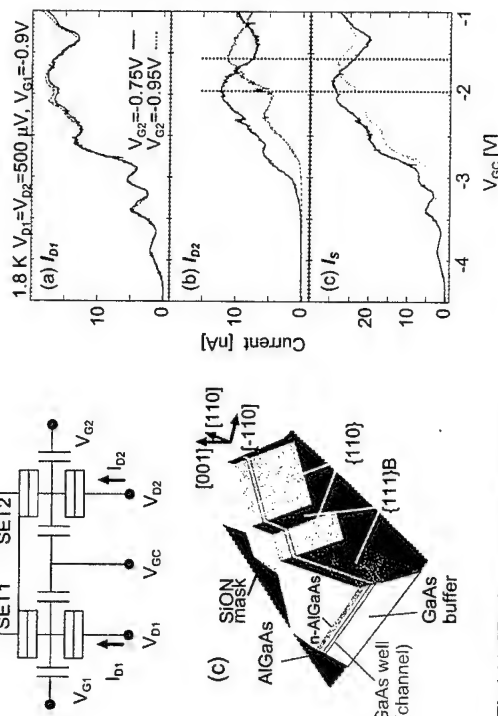 SET1
SET2
V_G1
I_D1
V_D1
V_GC
V_D2
I_D2
V_G2
(c)
SiON
mask
AlGaAs
n-AlGaAs
GaAs well
channel)
GaAs
buffer
{111}B
{110}
[001]
[110]
[-110]
1.8 K V_D1=V_D2=500 μV, V_G1=-0.9V
(a) I_D1
V_G2=-0.75V
V_G2=-0.95V
(b) I_D2
(c) I_S
Current [nA]
10
0
10
0
20
10
0
-4
-3
-2
-1
V_GC [V]